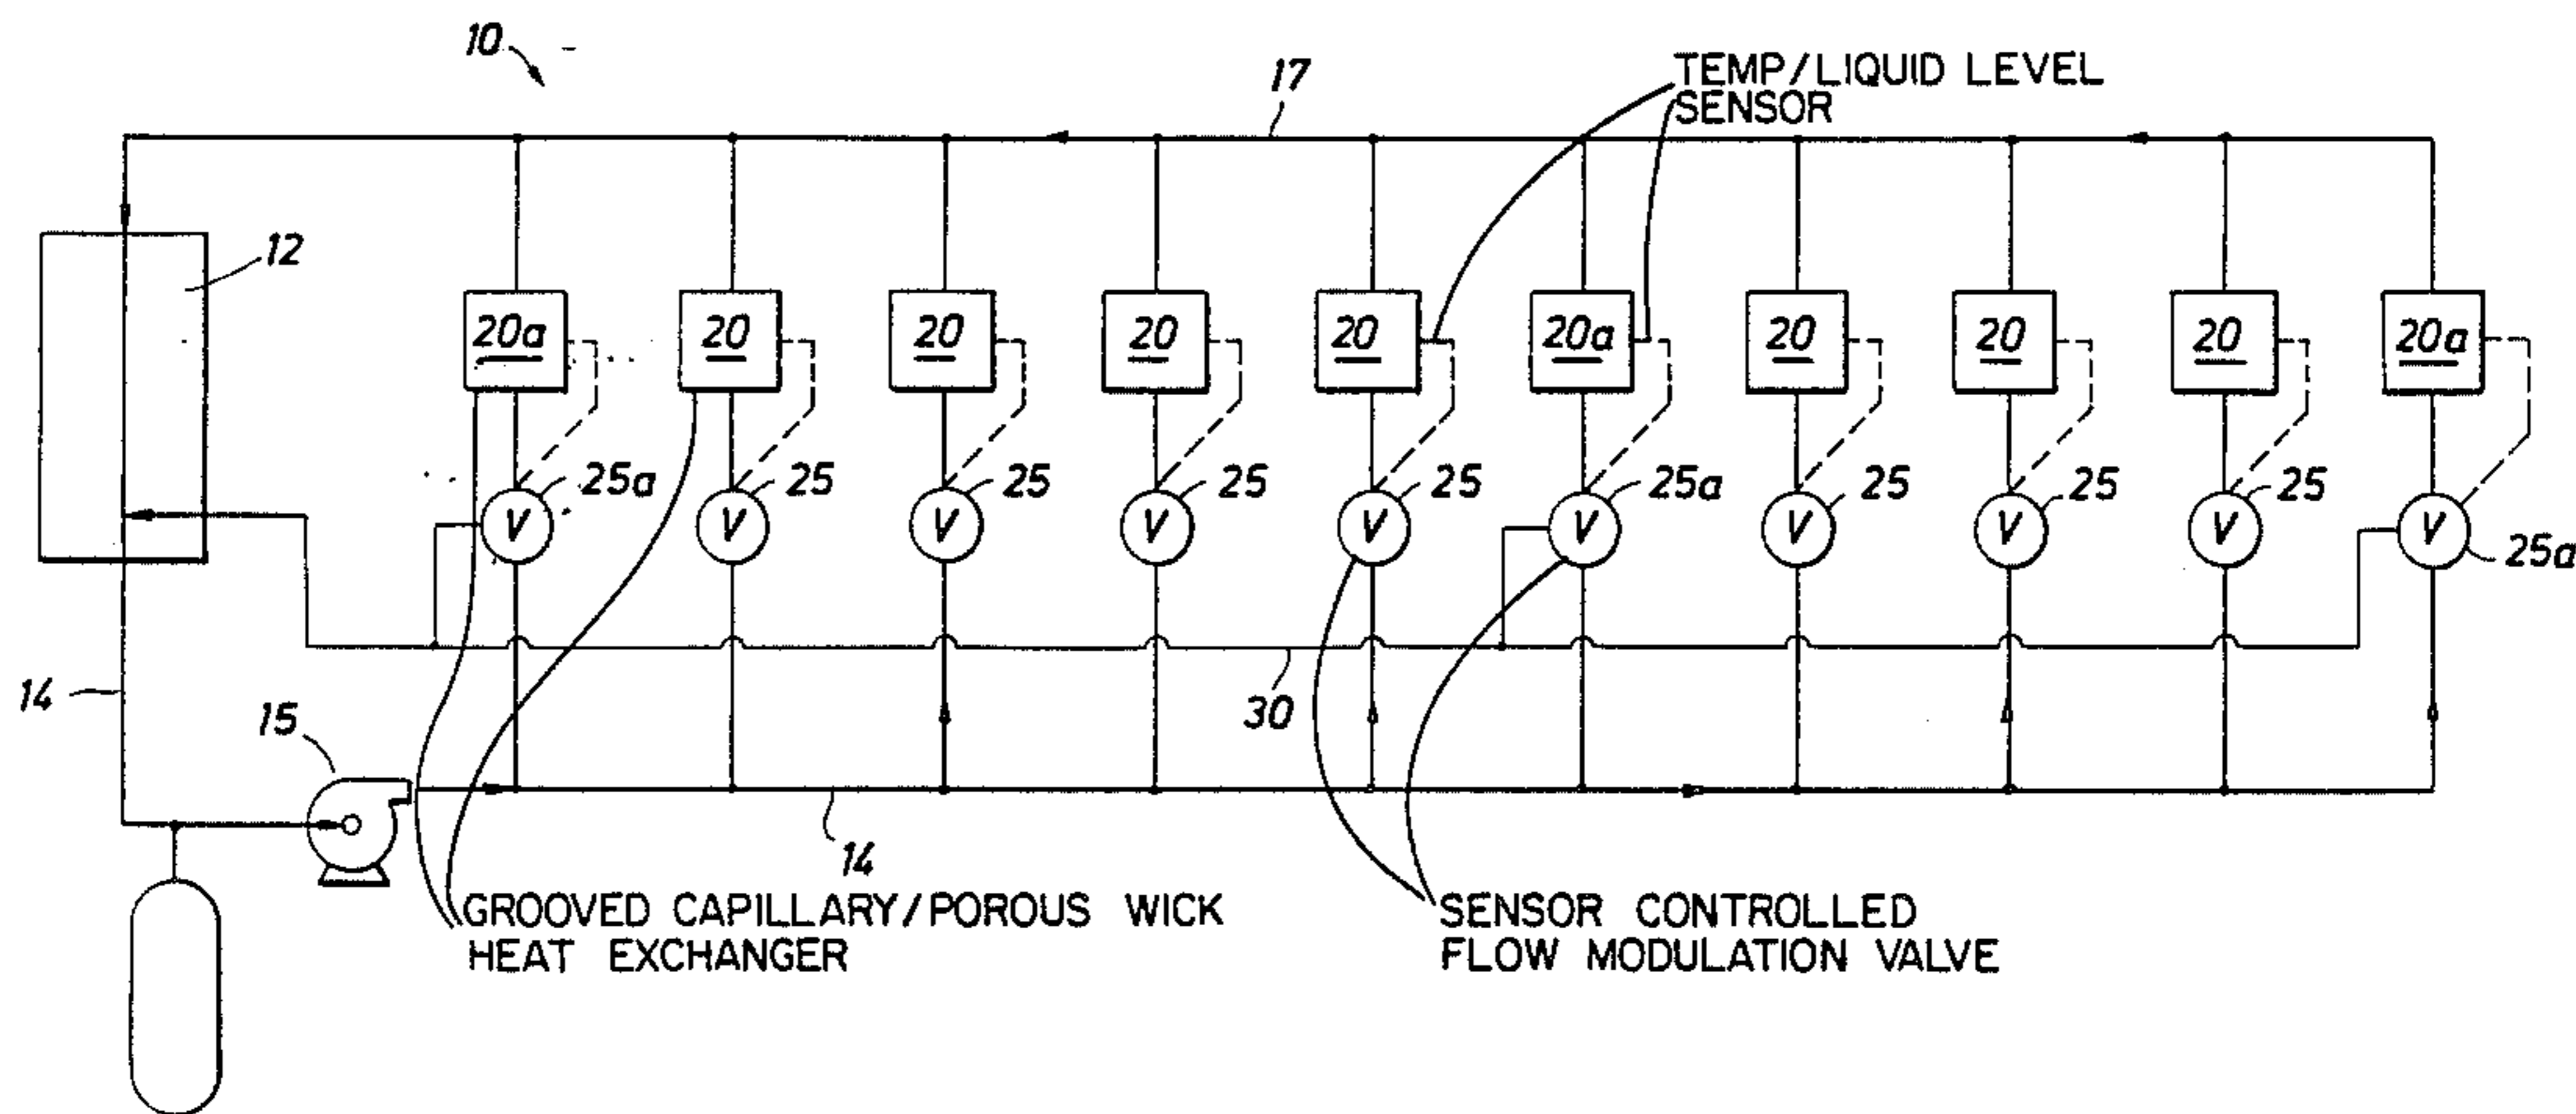 10
17
TEMP/LIQUID LEVEL
SENSOR
12
20a 20 20 20 20 20a 20 20 20 20a
25a 25 25 25 25 25a 25 25 25 25a
V V V V V V V V V V
14
30
15
14
GROOVED CAPILLARY/POROUS WICK
HEAT EXCHANGER
SENSOR CONTROLLED
FLOW MODULATION VALVE